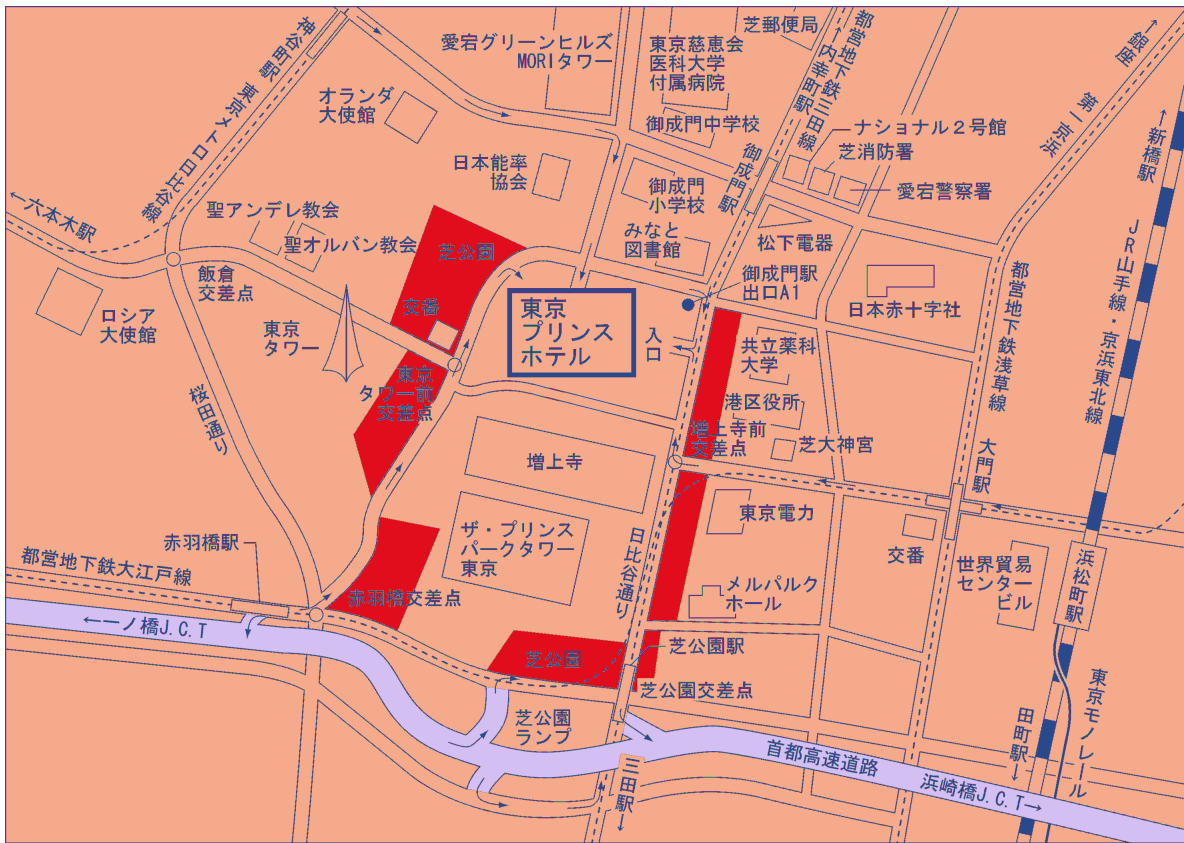 神谷町駅
東京メトロ日比谷線
愛宕グリーンヒルズ
MORIタワー
東京慈恵会
医科大学
付属病院
芝郵便局
都営地下鉄三田線
←内幸町駅
←銀座
第一京浜
←新橋駅
オランダ
大使館
御成門中学校
ナショナル２号館
芝消防署
愛宕警察署
日本能率
協会
御成門
小学校
御成門駅
←六本木駅
聖アンデレ教会
聖オルバン教会
芝公園
みなと
図書館
松下電器
JR山手線・京浜東北線
飯倉
交差点
御成門駅
出口A1
日本赤十字社
都営地下鉄浅草線
ロシア
大使館
東京
タワー
交番
東京
プリンス
ホテル
入口
共立薬科
大学
東京
タワー前
交差点
桜田通り
港区役所
増上寺前
交差点
芝大神宮
大門駅
増上寺
東京電力
ザ・プリンス
パークタワー
東京
日比谷通り
交番
世界貿易
センター
ビル
浜松町駅
赤羽橋駅
都営地下鉄大江戸線
赤羽橋交差点
メルパルク
ホール
←一ノ橋J.C.T
芝公園
芝公園駅
芝公園交差点
東京モノレール
芝公園
ランプ
首都高速道路
田町駅→
三田駅→
浜崎橋J.C.T→